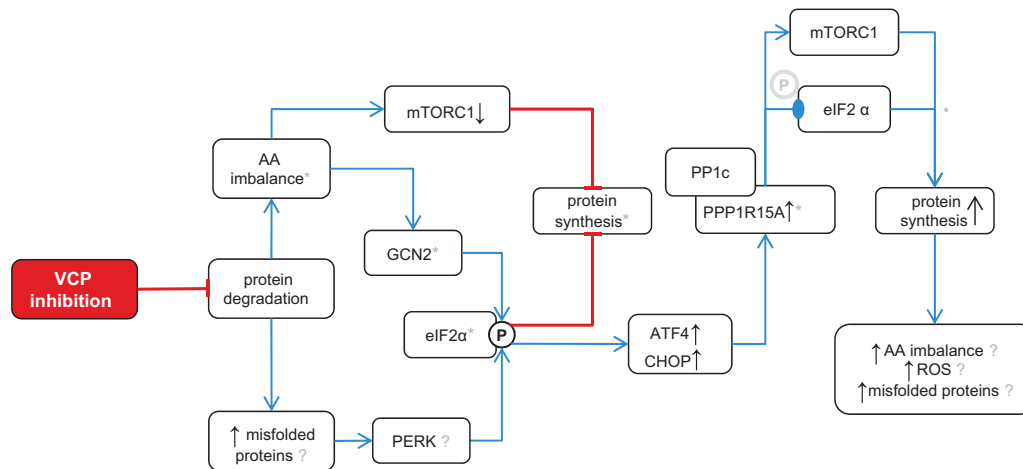 VCP
inhibition
protein
degradation
AA
imbalance*
mTORC1↓
GCN2*
protein
synthesis*
eIF2α*
P
↑ misfolded
proteins ?
PERK ?
ATF4↑
CHOP↑
PP1c
PPP1R15A↑*
mTORC1
P
eIF2 α
*
protein
synthesis↑
↑AA imbalance ?
↑ROS ?
↑misfolded proteins ?